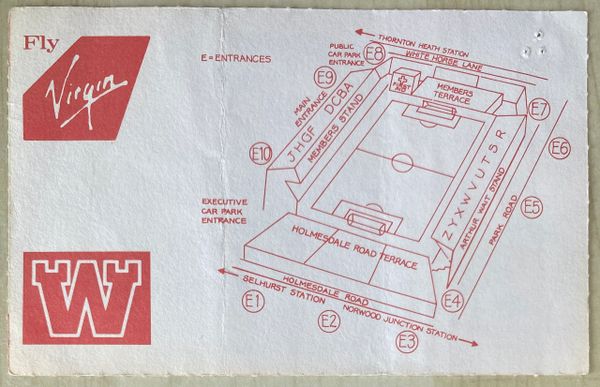 Fly
Virgin
W
E = ENTRANCES
THORNTON HEATH STATION
WHITE HORSE LANE
PUBLIC
CAR PARK
ENTRANCE
E8
E9
MAIN
ENTRANCE
FIRST
AID
MEMBERS
TERRACE
E7
E6
E5
E10
JHGF DCBA
MEMBERS STAND
ZYXWVUTSR
ARTHUR WAIT STAND
PARK ROAD
EXECUTIVE
CAR PARK
ENTRANCE
HOLMESDALE ROAD TERRACE
HOLMESDALE ROAD
SELHURST STATION
NORWOOD JUNCTION STATION
E1
E2
E3
E4